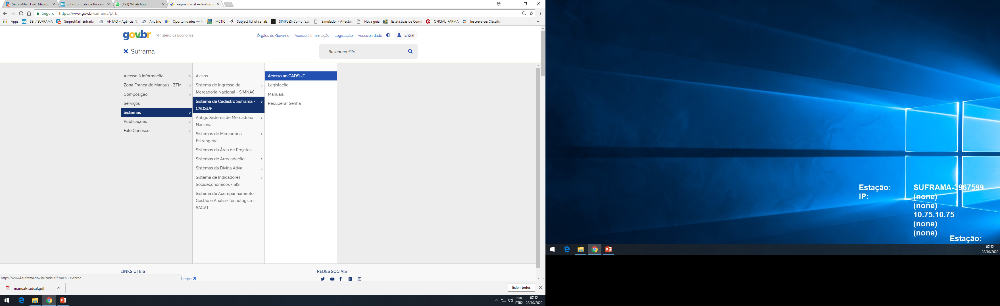 SerproMail: Fwd: Macrop
SEI - Controle de Process
(193) WhatsApp
Página Inicial — Portugu
Seguro
https://www.gov.br/suframa/pt-br
Apps
SEI / SUFRAMA
SerproMail: Entrada
ANTAQ – Agência N
Anuário
Oportunidades — Po
MCTIC
Subject list of serials
SIMPLES: Como faze
Simulador - Affectur
Nova guia
Estatísticas de Comé
OFICIAL FARMA
Inscreva-se: Classific
»
gov.br
Ministério da Economia
Órgãos do Governo
Acesso à Informação
Legislação
Acessibilidade
Entrar
Suframa
Buscar no Site
Acesso à Informação
Zona Franca de Manaus - ZFM
Composição
Serviços
Sistemas
Publicações
Fale Conosco
Avisos
Sistema de Ingresso de
Mercadoria Nacional - SIMNAC
Sistema de Cadastro Suframa -
CADSUF
Antigo Sistema de Mercadoria
Nacional
Sistemas de Mercadoria
Estrangeira
Sistemas da Área de Projetos
Sistemas de Arrecadação
Sistemas da Dívida Ativa
Sistema de Indicadores
Socioeconômicos - SIS
Sistema de Acompanhamento,
Gestão e Análise Tecnológica -
SAGAT
Acesso ao CADSUF
Legislação
Manuais
Recuperar Senha
LINKS ÚTEIS
REDES SOCIAIS
ticipe
https://www4.suframa.gov.br/cadsuf/#/menu-externo
manual-cadsuf.pdf
Exibir todos
POR
PTB2
07:42
28/10/2020
Estação:
SUFRAMA-3967599
IP:
(none)
(none)
10.75.10.75
(none)
(none)
Estação:
07:42
28/10/2020